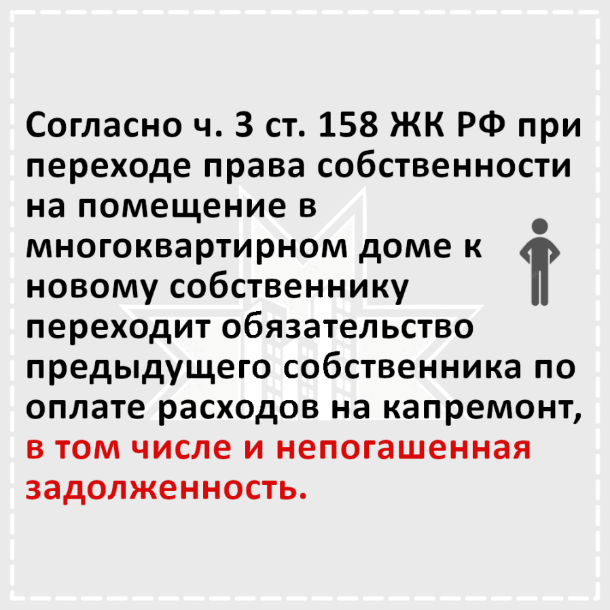 Согласно ч. 3 ст. 158 ЖК РФ при
переходе права собственности
на помещение в
многоквартирном доме к
новому собственнику
переходит обязательство
предыдущего собственника по
оплате расходов на капремонт,
в том числе и непогашенная
задолженность.